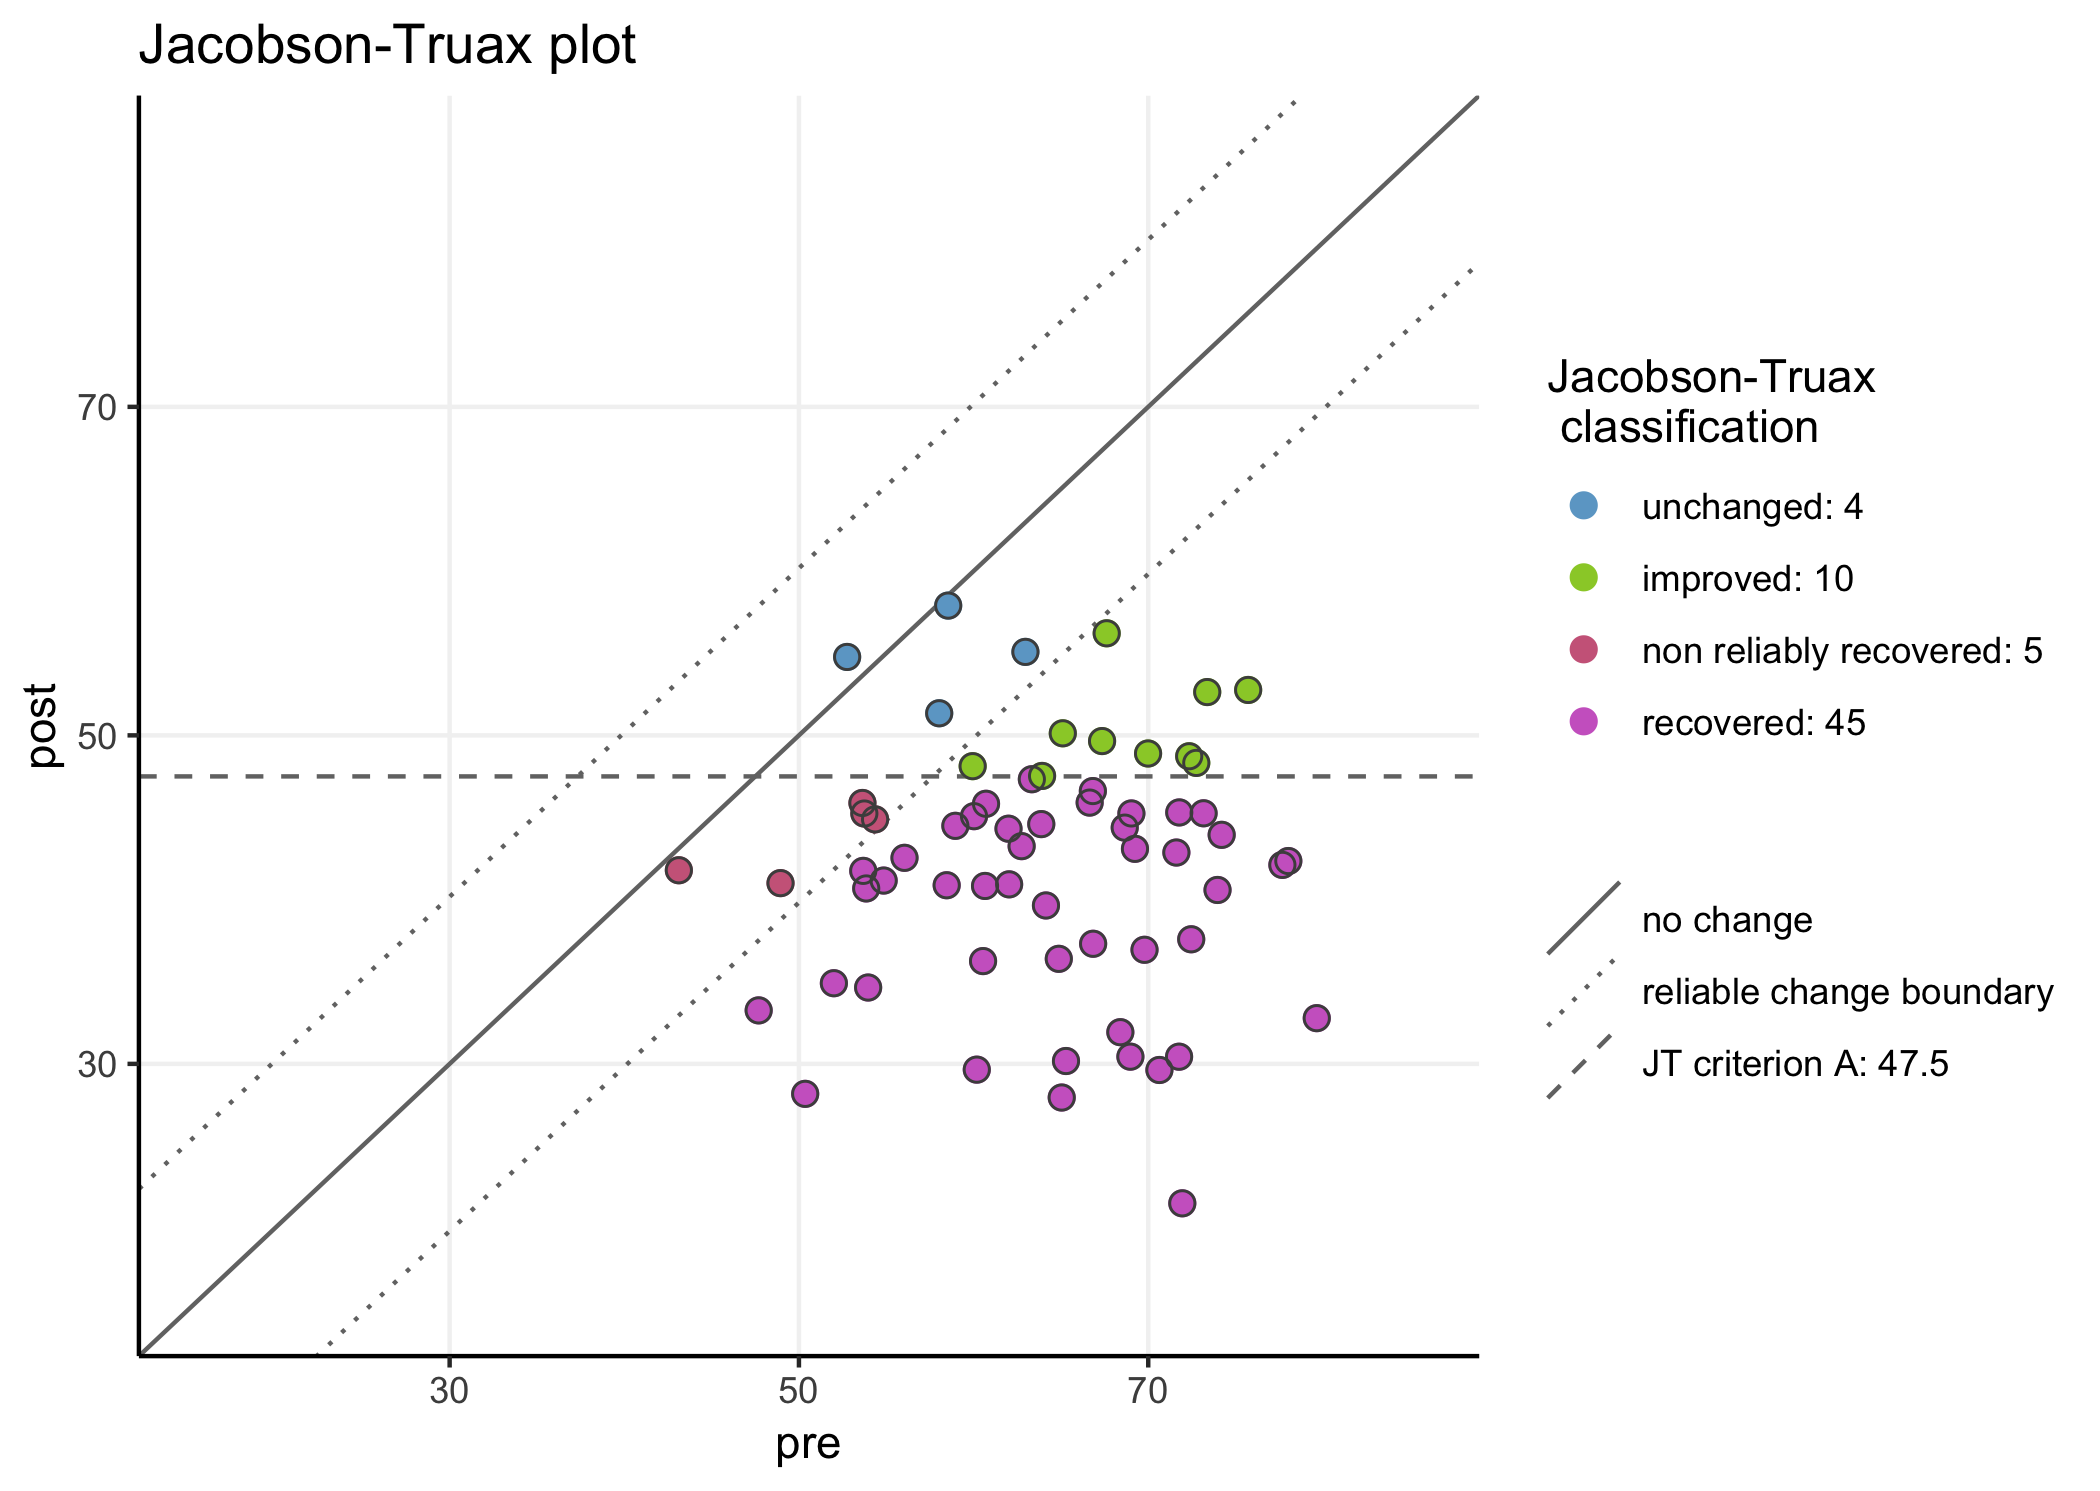 Jacobson-Truax plot
post
70
50
30
30
50
70
pre
Jacobson-Truax
classification
unchanged: 4
improved: 10
non reliably recovered: 5
recovered: 45
no change
reliable change boundary
JT criterion A: 47.5